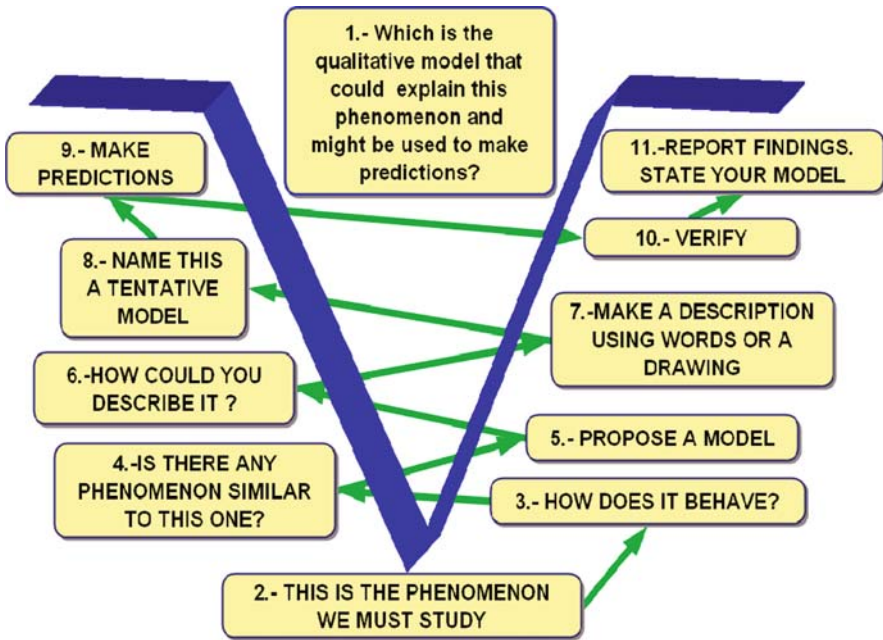 1.- Which is the
qualitative model that
could explain this
phenomenon and
might be used to make
predictions?
9.- MAKE
PREDICTIONS
11.-REPORT FINDINGS.
STATE YOUR MODEL
10.- VERIFY
8.- NAME THIS
A TENTATIVE
MODEL
7.-MAKE A DESCRIPTION
USING WORDS OR A
DRAWING
6.-HOW COULD YOU
DESCRIBE IT ?
5.- PROPOSE A MODEL
4.-IS THERE ANY
PHENOMENON SIMILAR
TO THIS ONE?
3.- HOW DOES IT BEHAVE?
2.- THIS IS THE PHENOMENON
WE MUST STUDY